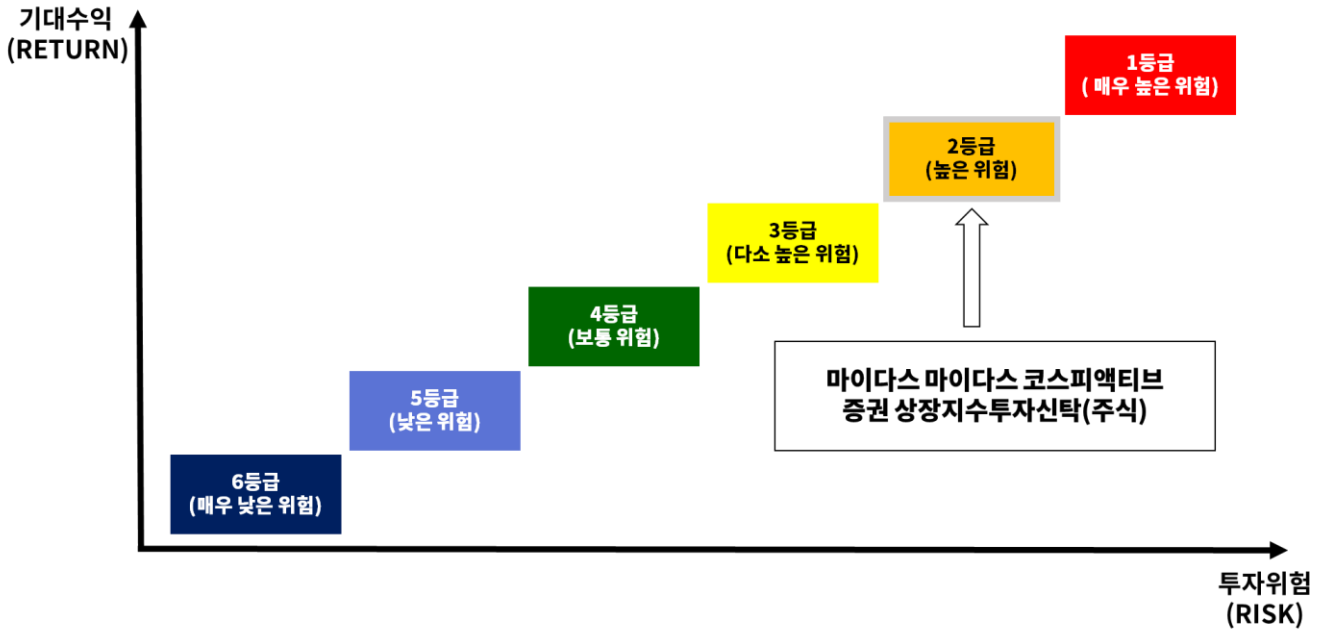 기대수익
(RETURN)
1등급
( 매우 높은 위험)
2등급
(높은 위험)
3등급
(다소 높은 위험)
4등급
(보통 위험)
마이다스 마이다스 코스피액티브
증권 상장지수투자신탁(주식)
5등급
(낮은 위험)
6등급
(매우 낮은 위험)
투자위험
(RISK)